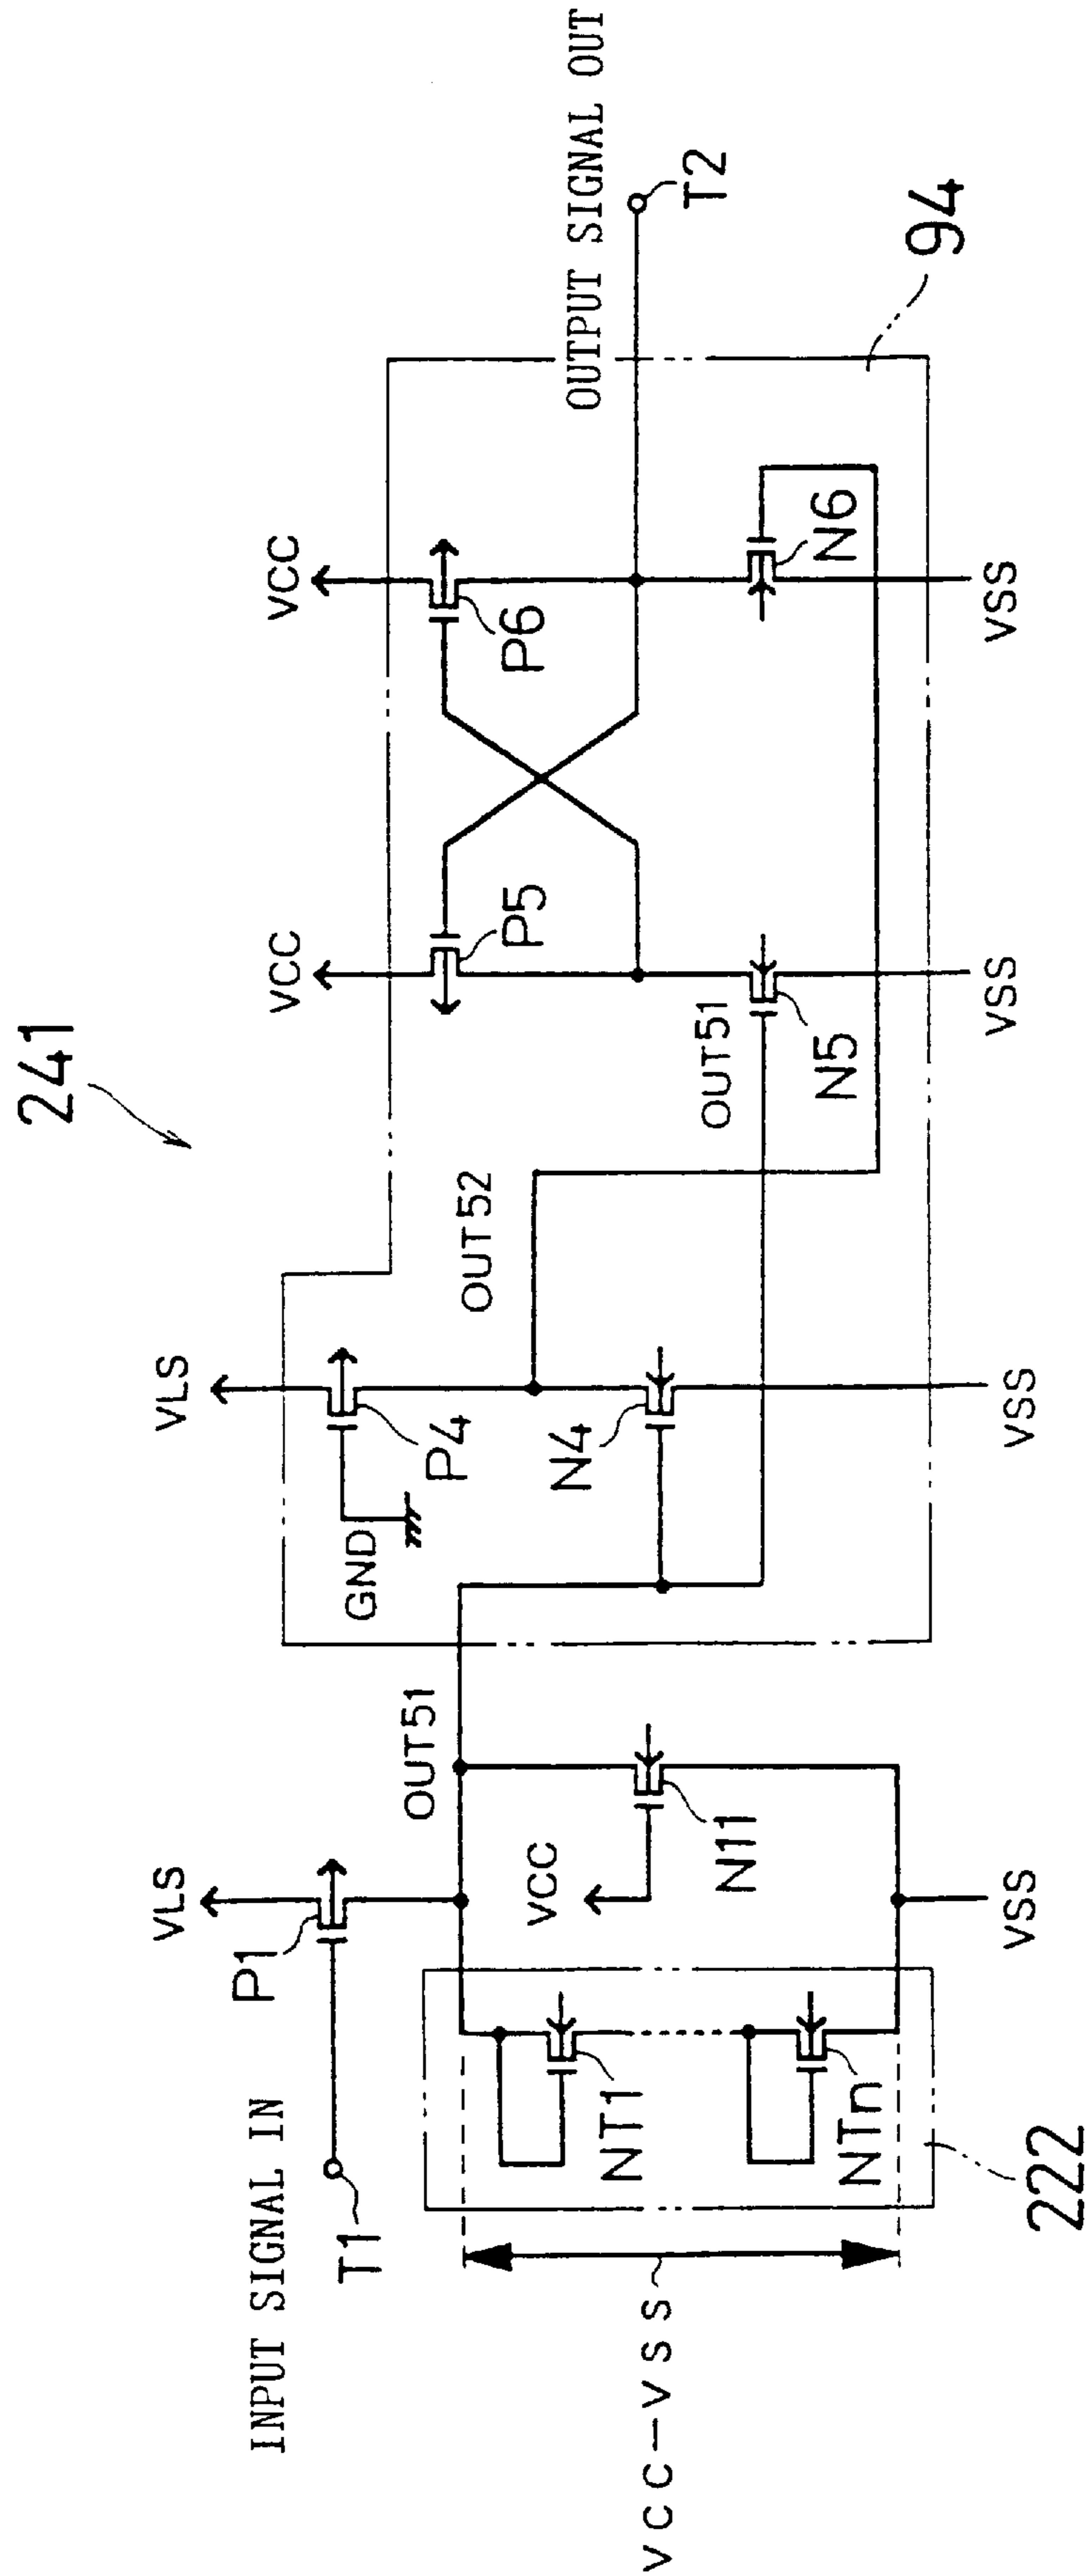 241
INPUT SIGNAL IN
T1
VLS
P1
OUT51
VCC
N11
NT1
NTn
222
VCC-VSS
VSS
VLS
P4
GND
OUT52
N4
VSS
VCC
P5
OUT51
N5
VSS
VCC
P6
N6
VSS
OUTPUT SIGNAL OUT
T2
94